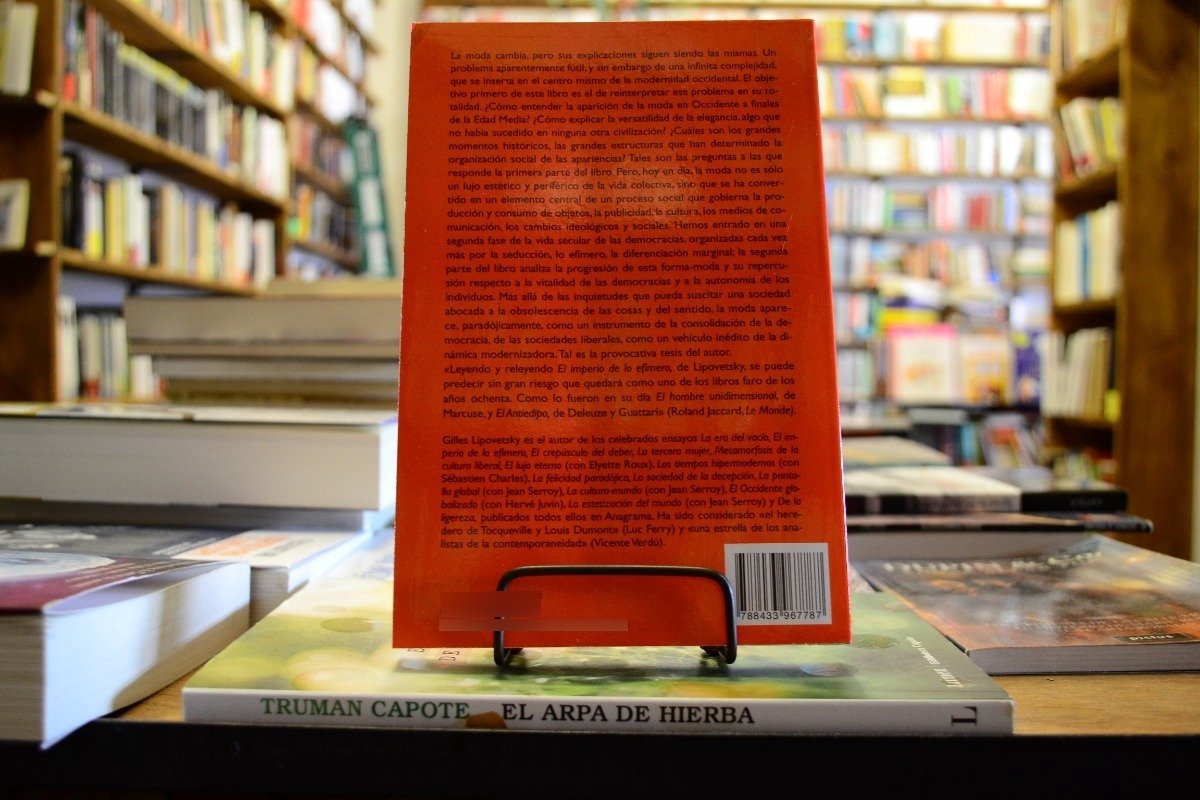 La moda cambia, pero sus explicaciones siguen siendo las mismas. Un
problema aparentemente fútil, y sin embargo de una infinita complejidad,
que se inserta en el centro mismo de la modernidad occidental. El obje-
tivo primero de este libro es el de reinterpretar ese problema en su to-
talidad. ¿Cómo entender la aparición de la moda en Occidente a finales
de la Edad Media? ¿Cómo explicar la versatilidad de la elegancia, algo que
no había sucedido en ninguna otra civilización? ¿Cuáles son los grandes
momentos históricos, las grandes estructuras que han determinado la
organización social de las apariencias? Tales son las preguntas a las que
responde la primera parte del libro. Pero, hoy en día, la moda no es sólo
un lujo estético y periférico de la vida colectiva, sino que se ha conver-
tido en un elemento central de un proceso social que gobierna la pro-
ducción y consumo de objetos, la publicidad, la cultura, los medios de co-
municación, los cambios ideológicos y sociales. Hemos entrado en una
segunda fase de la vida secular de las democracias, organizadas cada vez
más por la seducción, lo efímero, la diferenciación marginal; la segunda
parte del libro analiza la progresión de esta forma-moda y su repercu-
sión respecto a la vitalidad de las democracias y a la autonomía de los
individuos. Más allá de las inquietudes que pueda suscitar una sociedad
abocada a la obsolescencia de las cosas y del sentido, la moda apare-
ce, paradójicamente, como un instrumento de la consolidación de la de-
mocracia, de las sociedades liberales, como un vehículo inédito de la di-
námica modernizadora. Tal es la provocativa tesis del autor.
«Leyendo y releyendo El imperio de lo efímero, de Lipovetsky, se puede
predecir sin gran riesgo que quedará como uno de los libros faro de los
años ochenta. Como lo fueron en su día El hombre unidimensional, de
Marcuse, y El Antiedipo, de Deleuze y Guattari» (Roland Jaccard, Le Monde).
Gilles Lipovetsky es el autor de los celebrados ensayos La era del vacío, El im-
perio de lo efímero, El crepúsculo del deber, La tercera mujer, Metamorfosis de la
cultura liberal, El lujo eterno (con Elyette Roux), Los tiempos hipermodernos (con
Sébastien Charles), La felicidad paradójica, La sociedad de la decepción, La panta-
lla global (con Jean Serroy), La cultura-mundo (con Jean Serroy), El Occidente glo-
balizado (con Hervé Juvin), La estetización del mundo (con Jean Serroy) y De la
ligereza, publicados todos ellos en Anagrama. Ha sido considerado «el here-
dero de Tocqueville y Louis Dumont» (Luc Ferry) y «una estrella de los ana-
listas de la contemporaneidad» (Vicente Verdú).
788433 967787
TRUMAN CAPOTE EL ARPA DE HIERBA
L
pictus